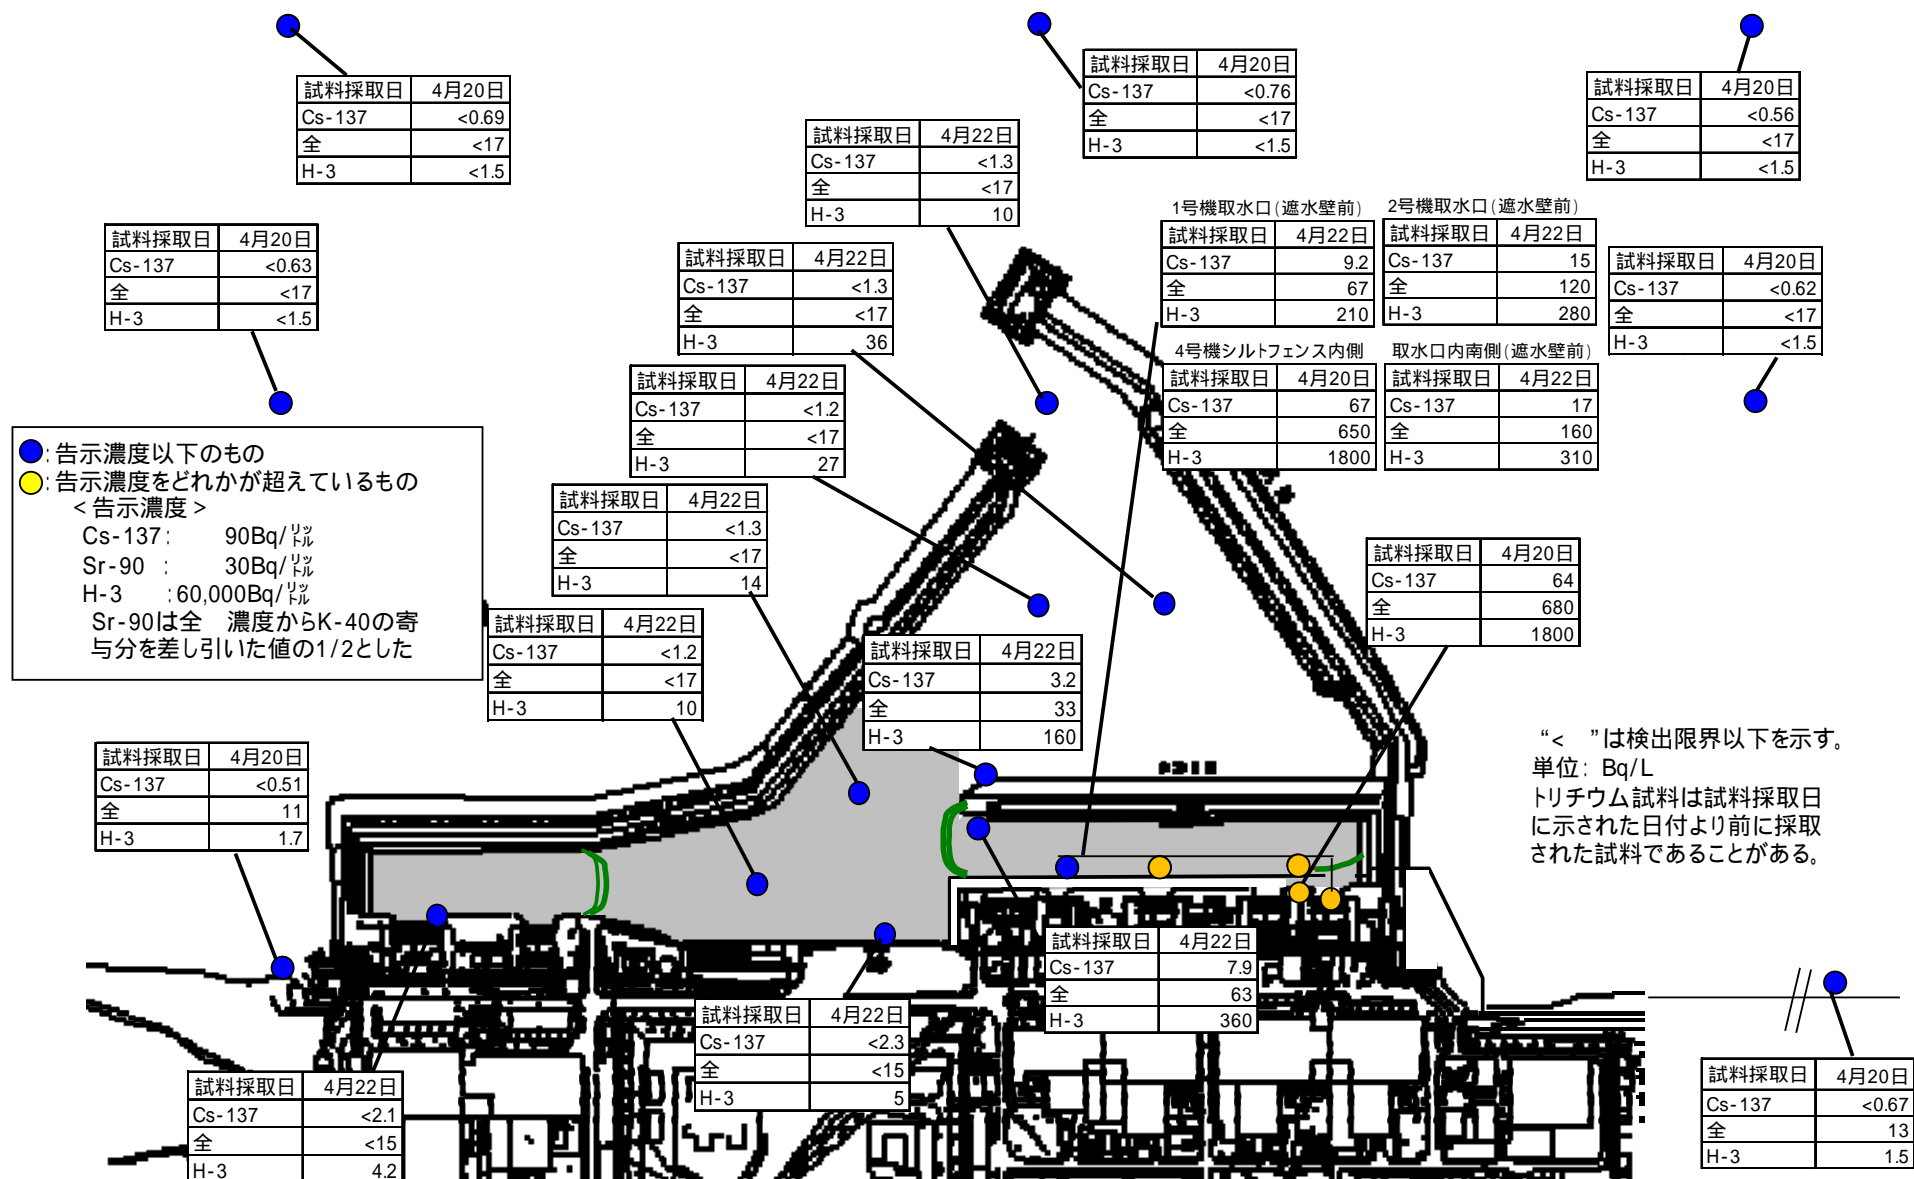 試料採取日 4月20日
Cs-137 <0.69
全 <17
H-3 <1.5
試料採取日 4月20日
Cs-137 <0.76
全 <17
H-3 <1.5
試料採取日 4月20日
Cs-137 <0.56
全 <17
H-3 <1.5
試料採取日 4月22日
Cs-137 <1.3
全 <17
H-3 10
試料採取日 4月20日
Cs-137 <0.63
全 <17
H-3 <1.5
試料採取日 4月22日
Cs-137 <1.3
全 <17
H-3 36
1号機取水口(遮水壁前)
試料採取日 4月22日
Cs-137 9.2
全 67
H-3 210
2号機取水口(遮水壁前)
試料採取日 4月22日
Cs-137 15
全 120
H-3 280
試料採取日 4月20日
Cs-137 <0.62
全 <17
H-3 <1.5
4号機シルトフェンス内側
試料採取日 4月20日
Cs-137 67
全 650
H-3 1800
取水口内南側(遮水壁前)
試料採取日 4月22日
Cs-137 17
全 160
H-3 310
試料採取日 4月22日
Cs-137 <1.2
全 <17
H-3 27
:告示濃度以下のもの
:告示濃度をどれかが超えているもの
<告示濃度>
Cs-137: 90Bq/リットル
Sr-90 : 30Bq/リットル
H-3 :60,000Bq/リットル
Sr-90は全 濃度からK-40の寄
与分を差し引いた値の1/2とした
試料採取日 4月22日
Cs-137 <1.3
全 <17
H-3 14
試料採取日 4月20日
Cs-137 64
全 680
H-3 1800
試料採取日 4月22日
Cs-137 <1.2
全 <17
H-3 10
試料採取日 4月22日
Cs-137 3.2
全 33
H-3 160
試料採取日 4月20日
Cs-137 <0.51
全 11
H-3 1.7
“< ”は検出限界以下を示す。
単位: Bq/L
トリチウム試料は試料採取日
に示された日付より前に採取
された試料であることがある。
試料採取日 4月22日
Cs-137 7.9
全 63
H-3 360
試料採取日 4月22日
Cs-137 <2.3
全 <15
H-3 5
試料採取日 4月22日
Cs-137 <2.1
全 <15
H-3 4.2
試料採取日 4月20日
Cs-137 <0.67
全 13
H-3 1.5